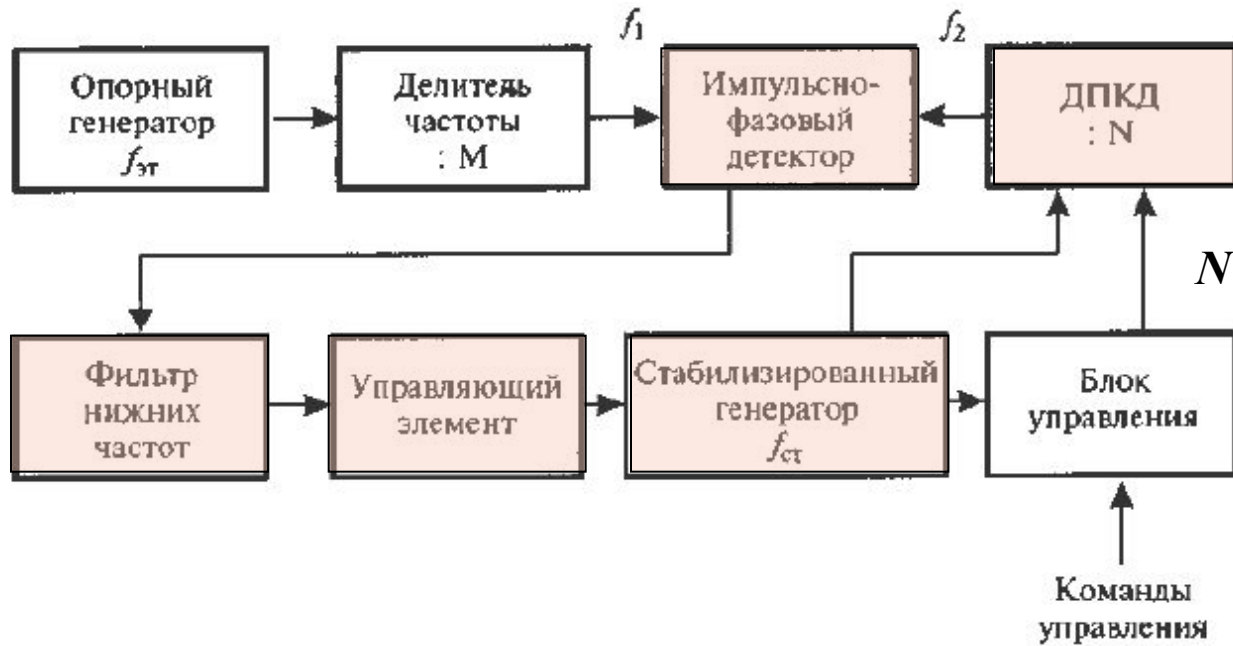 f₁
f₂
Опорный
генератор
fэт
Делитель
частоты
: M
Импульсно-
фазовый
детектор
ДПКД
: N
N
Фильтр
нижних
частот
Управляющий
элемент
Стабилизированный
генератор
fст
Блок
управления
Команды
управления